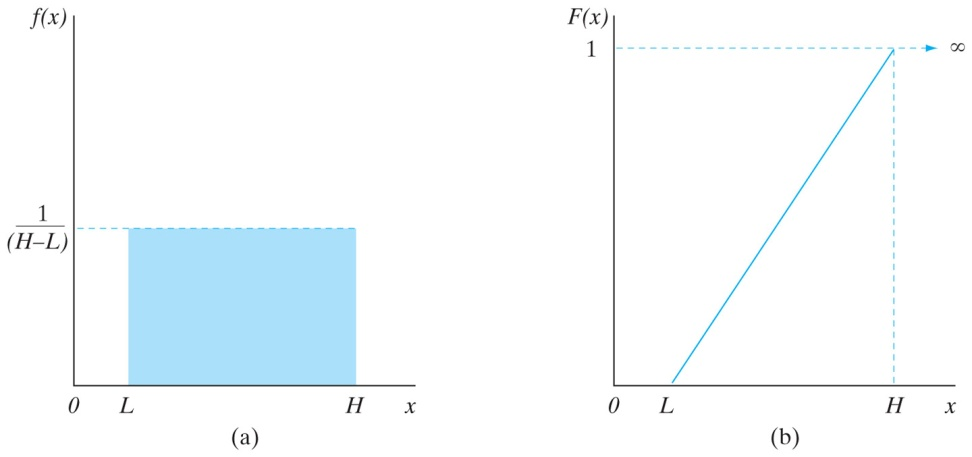 f(x)
1
(H–L)
0 L H x
(a)
F(x)
1 ∞
0 L H x
(b)